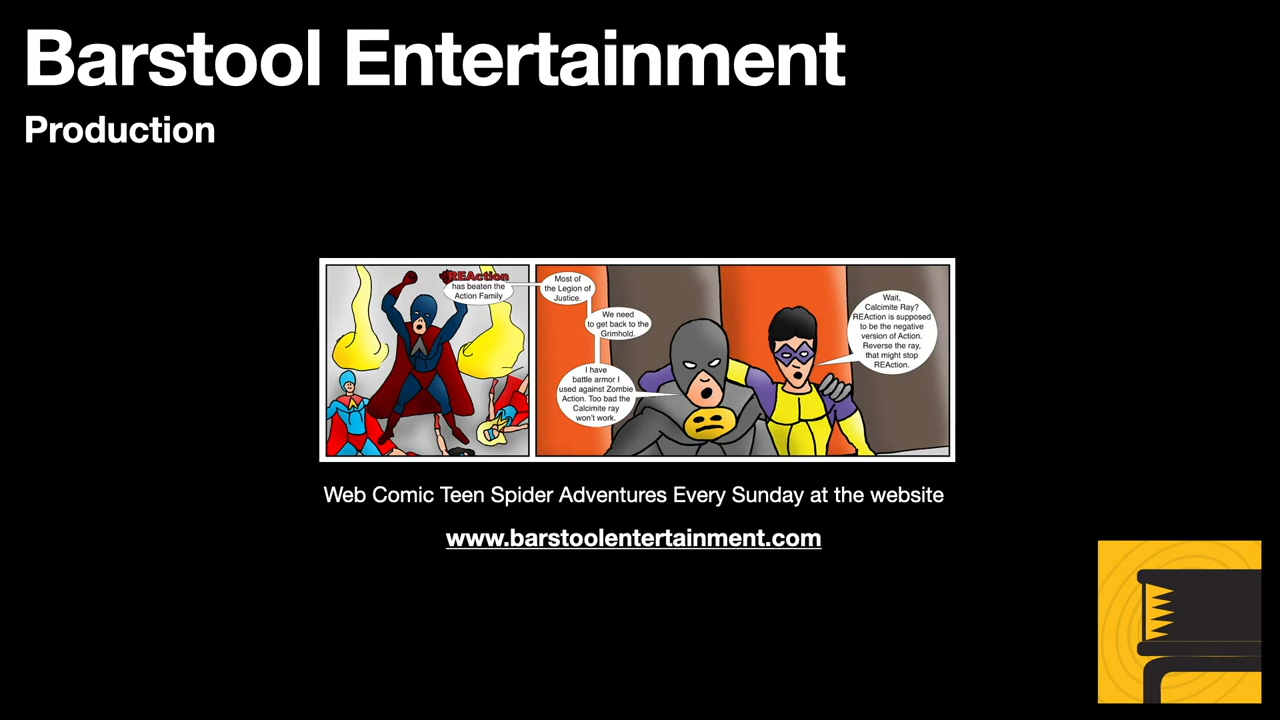 Barstool Entertainment
Production
REAction
has beaten the
Action Family
Most of
the Legion of
Justice.
We need
to get back to the
Grimhold.
I have
battle armor I
used against Zombie
Action. Too bad the
Calcimite ray
won't work.
Wait,
Calcimite Ray?
REAction is supposed
to be the negative
version of Action.
Reverse the ray,
that might stop
REAction.
Web Comic Teen Spider Adventures Every Sunday at the website
www.barstoolentertainment.com